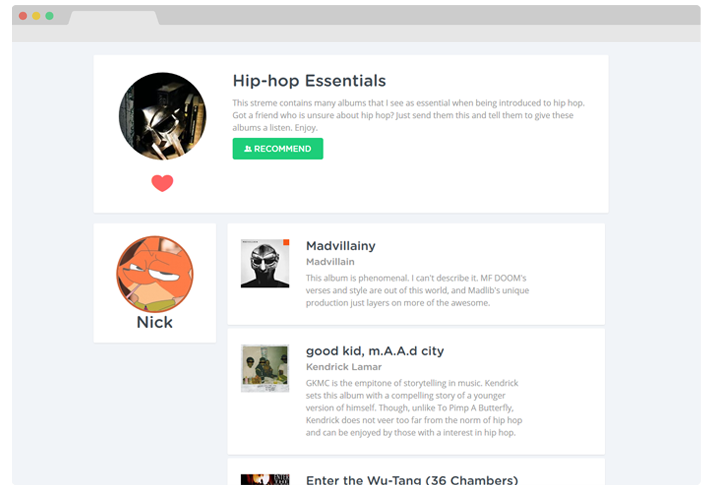 Hip-hop Essentials
This streme contains many albums that I see as essential when being introduced to hip hop.
Got a friend who is unsure about hip hop? Just send them this and tell them to give these
albums a listen. Enjoy.
RECOMMEND
Nick
Madvillainy
Madvillain
This album is phenomenal. I can't describe it. MF DOOM's
verses and style are out of this world, and Madlib's unique
production just layers on more of the awesome.
good kid, m.A.A.d city
Kendrick Lamar
GKMC is the empitone of storytelling in music. Kendrick
sets this album with a compelling story of a younger
version of himself. Though, unlike To Pimp A Butterfly,
Kendrick does not veer too far from the norm of hip hop
and can be enjoyed by those with a interest in hip hop.
Enter the Wu-Tang (36 Chambers)